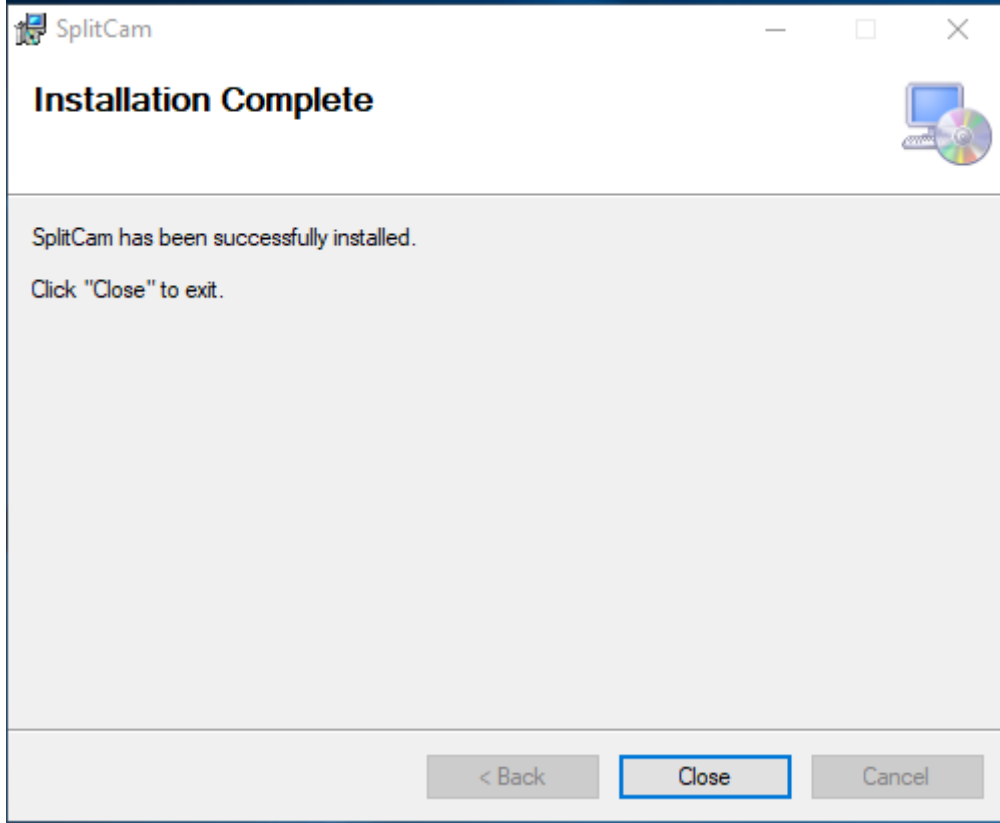 SplitCam
Installation Complete
SplitCam has been successfully installed.
Click "Close" to exit.
< Back
Close
Cancel